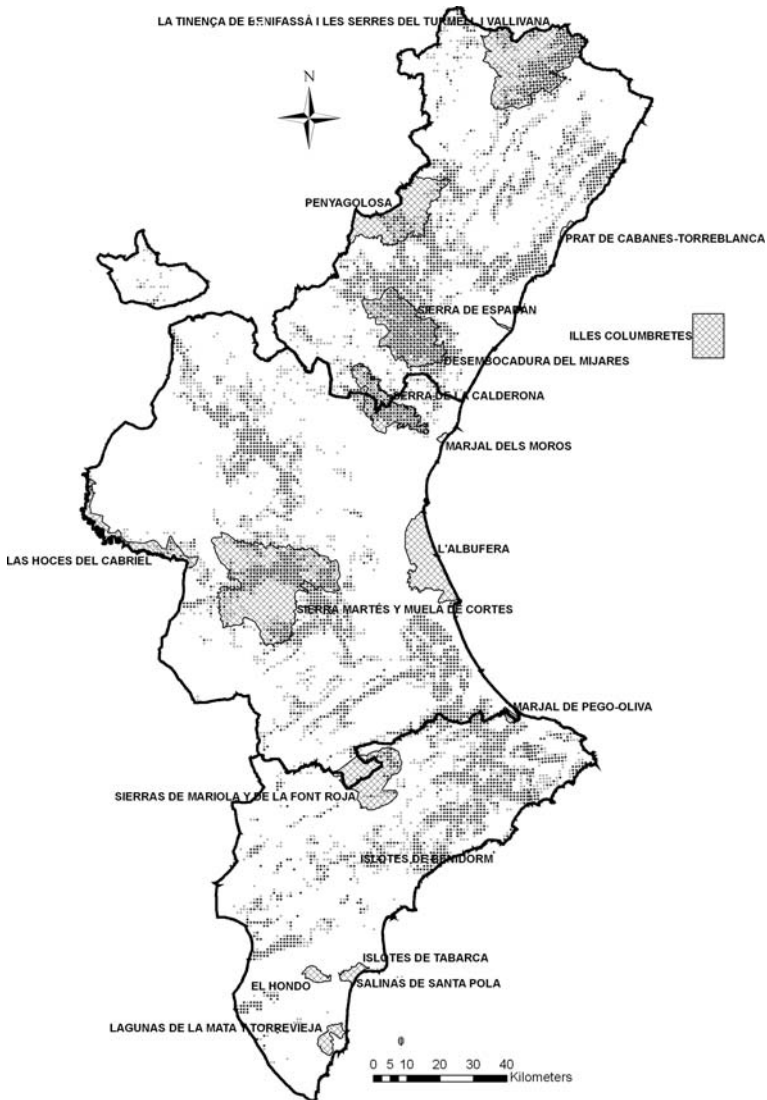 LA TINENÇA DE BENIFASSÀ I LES SERRES DEL TURMELL I VALLIVANA
N
PENYAGOLOSA
PRAT DE CABANES-TORREBLANCA
SIERRA DE ESPADÁN
ILLES COLUMBRETES
DESEMBOCADURA DEL MIJARES
SERRA DE LA CALDERONA
MARJAL DELS MOROS
L'ALBUFERA
LAS HOCES DEL CABRIEL
SIERRA MARTÉS Y MUELA DE CORTES
MARJAL DE PEGO-OLIVA
SIERRAS DE MARIOLA Y DE LA FONT ROJA
ISLOTES DE BENIDORM
ISLOTES DE TABARCA
EL HONDO
SALINAS DE SANTA POLA
LAGUNAS DE LA MATA Y TORREVIEJA
0 5 10 20 30 40
Kilometers